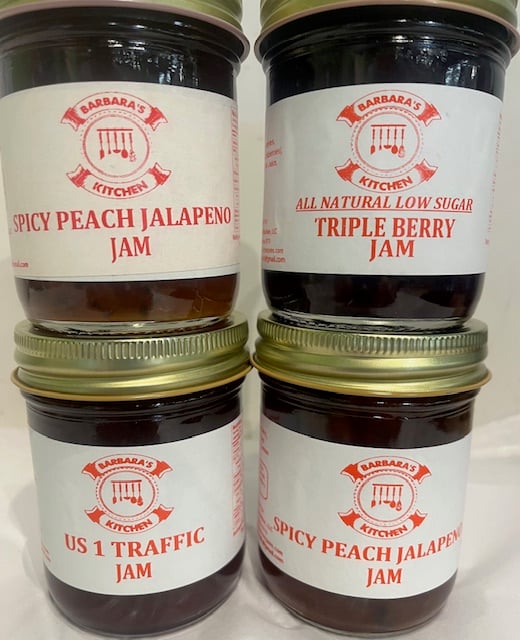 BARBARA'S
KITCHEN
SPICY PEACH JALAPENO
JAM
BARBARA'S
KITCHEN
ALL NATURAL LOW SUGAR
TRIPLE BERRY
JAM
BARBARA'S
KITCHEN
US 1 TRAFFIC
JAM
BARBARA'S
KITCHEN
SPICY PEACH JALAPENO
JAM